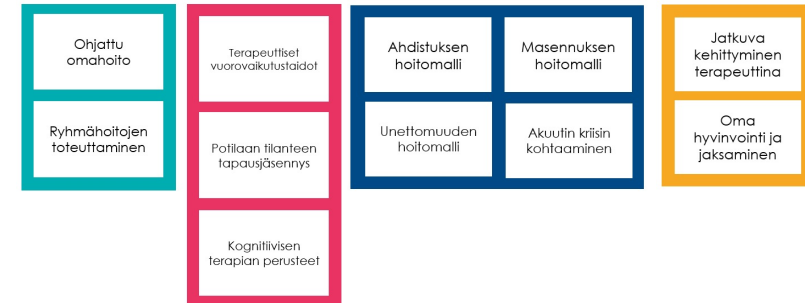 Ohjattu
omahoito
Ryhmähoitojen
toteuttaminen
Terapeuttiset
vuorovaikutustaidot
Potilaan tilanteen
tapausjäsennys
Kognitiivisen
terapian perusteet
Ahdistuksen
hoitomalli
Masennuksen
hoitomalli
Unettomuuden
hoitomalli
Akuutin kriisin
kohtaaminen
Jatkuva
kehittyminen
terapeuttina
Oma
hyvinvointi ja
jaksaminen